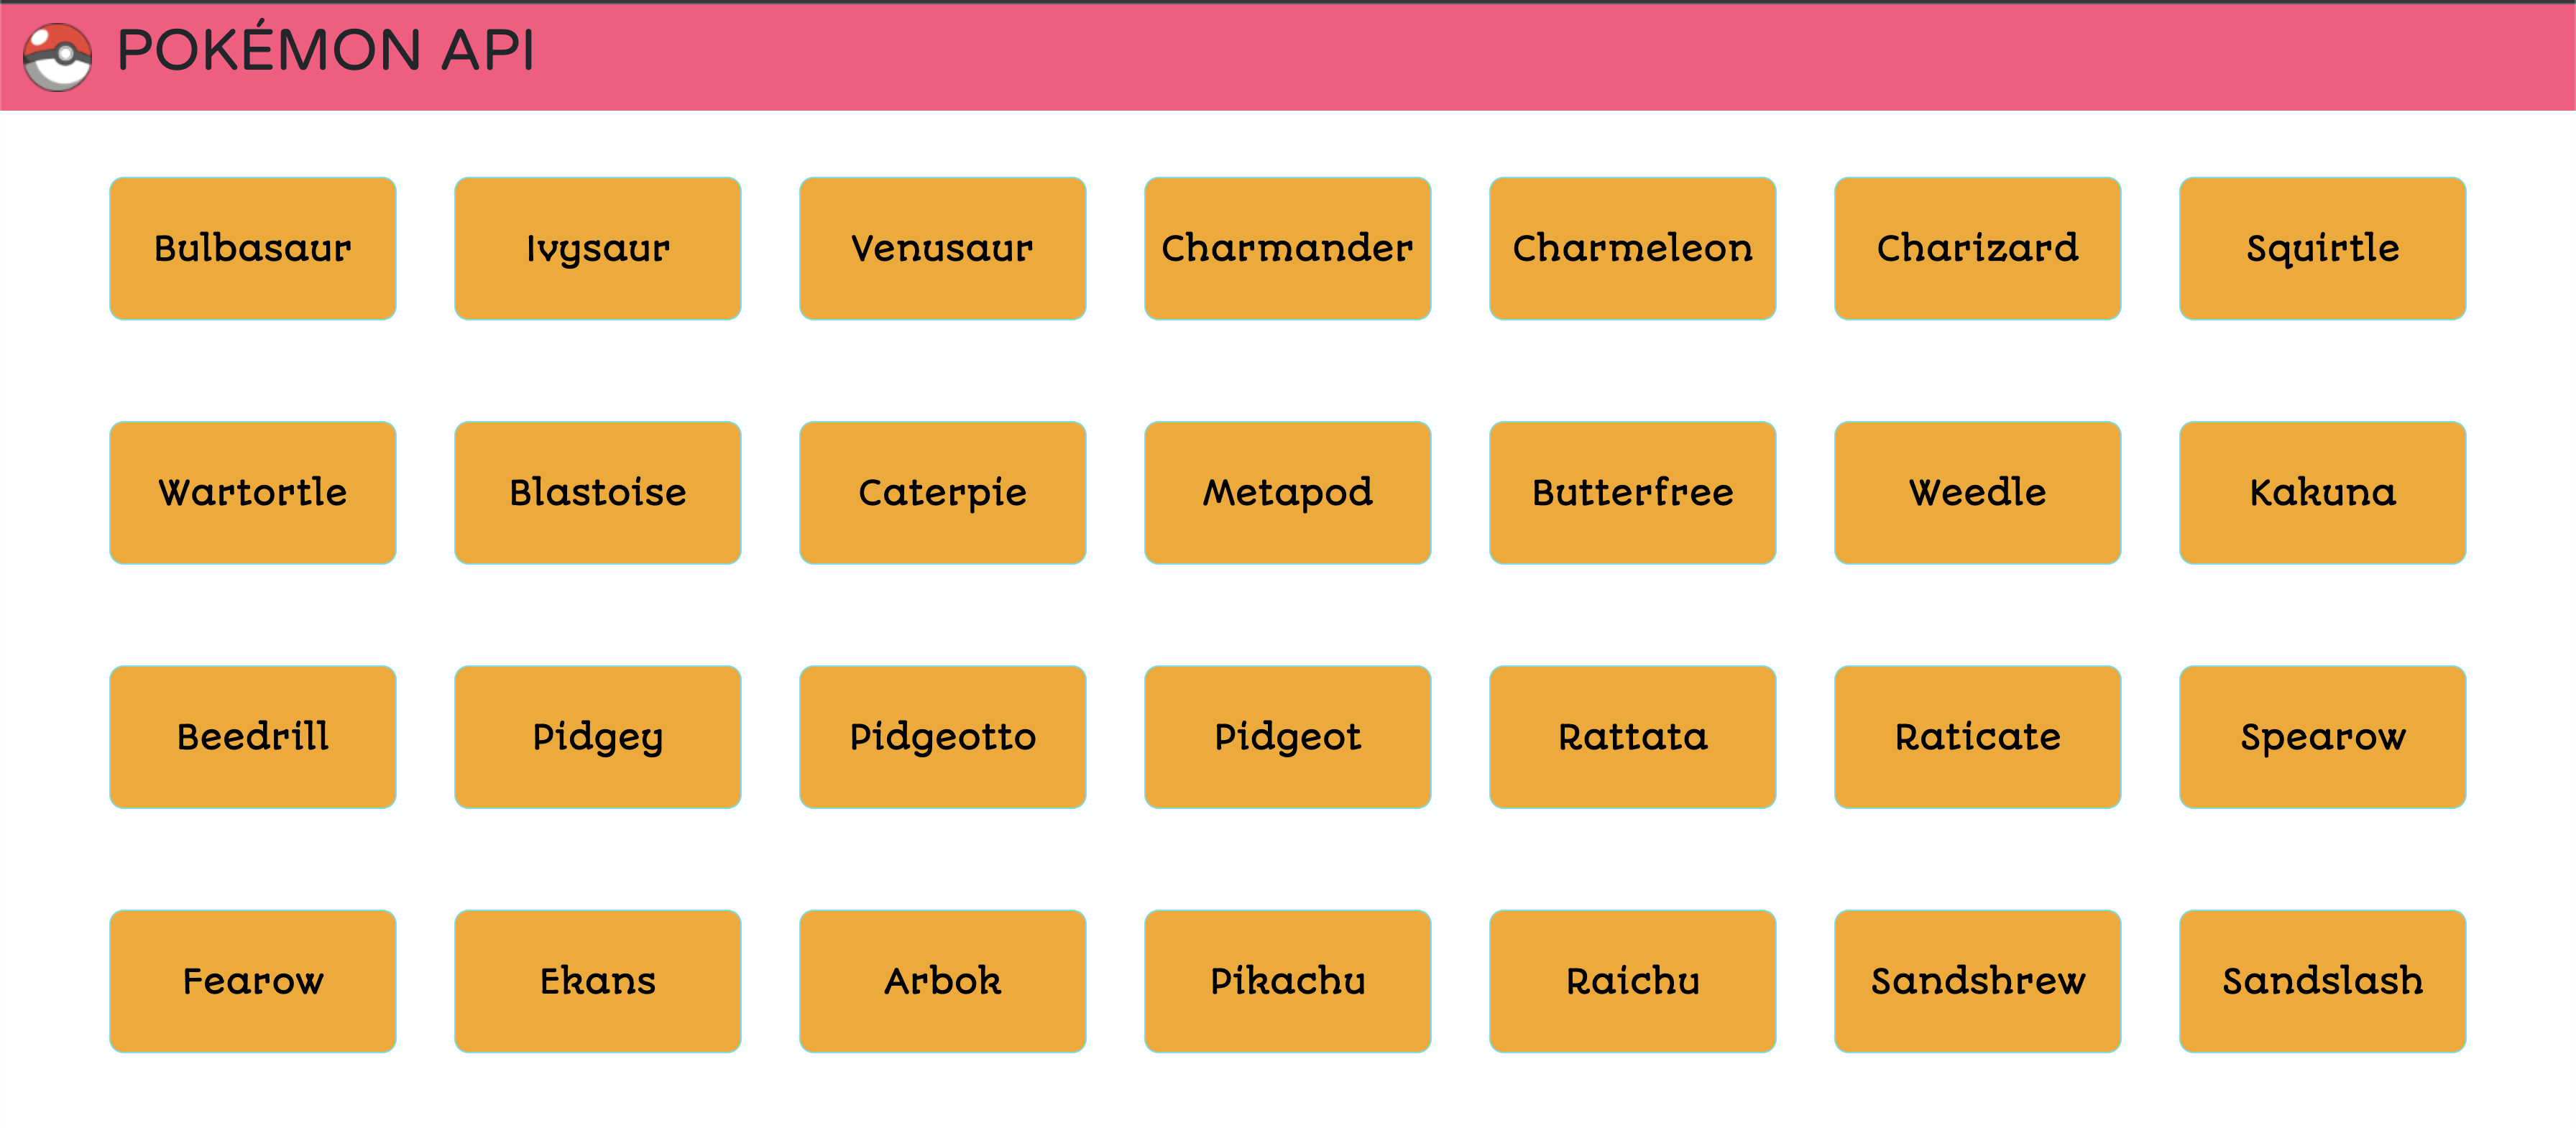 POKÉMON API
Bulbasaur Ivysaur Venusaur Charmander Charmeleon Charizard Squirtle
Wartortle Blastoise Caterpie Metapod Butterfree Weedle Kakuna
Beedrill Pidgey Pidgeotto Pidgeot Rattata Raticate Spearow
Fearow Ekans Arbok Pikachu Raichu Sandshrew Sandslash